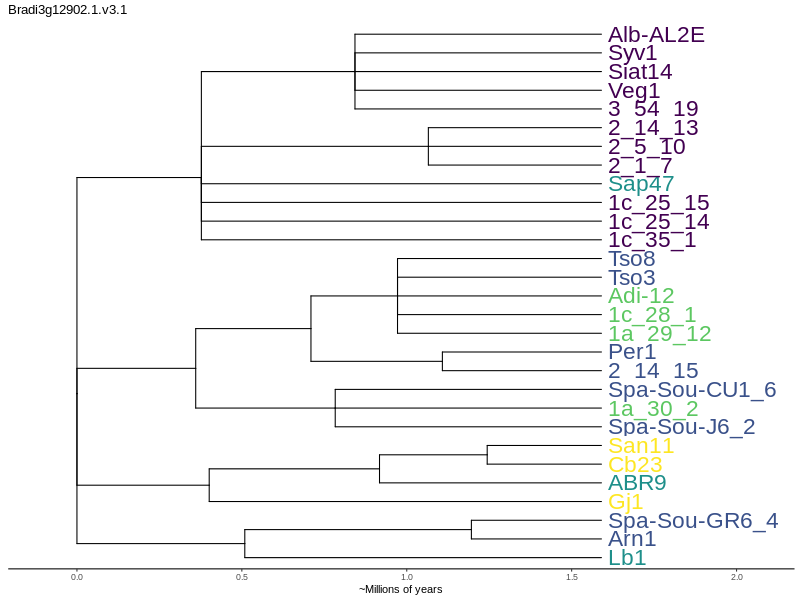 Bradi3g12902.1.v3.1
Alb-AL2E
Syv1
Siat14
Veg1
3_54_19
2_14_13
2_5_10
2_1_7
Sap47
1c_25_15
1c_25_14
1c_35_1
Tso8
Tso3
Adi-12
1c_28_1
1a_29_12
Per1
2_14_15
Spa-Sou-CU1_6
1a_30_2
Spa-Sou-J6_2
San11
Cb23
ABR9
Gj1
Spa-Sou-GR6_4
Arn1
Lb1
0.0 0.5 1.0 1.5 2.0
~Millions of years